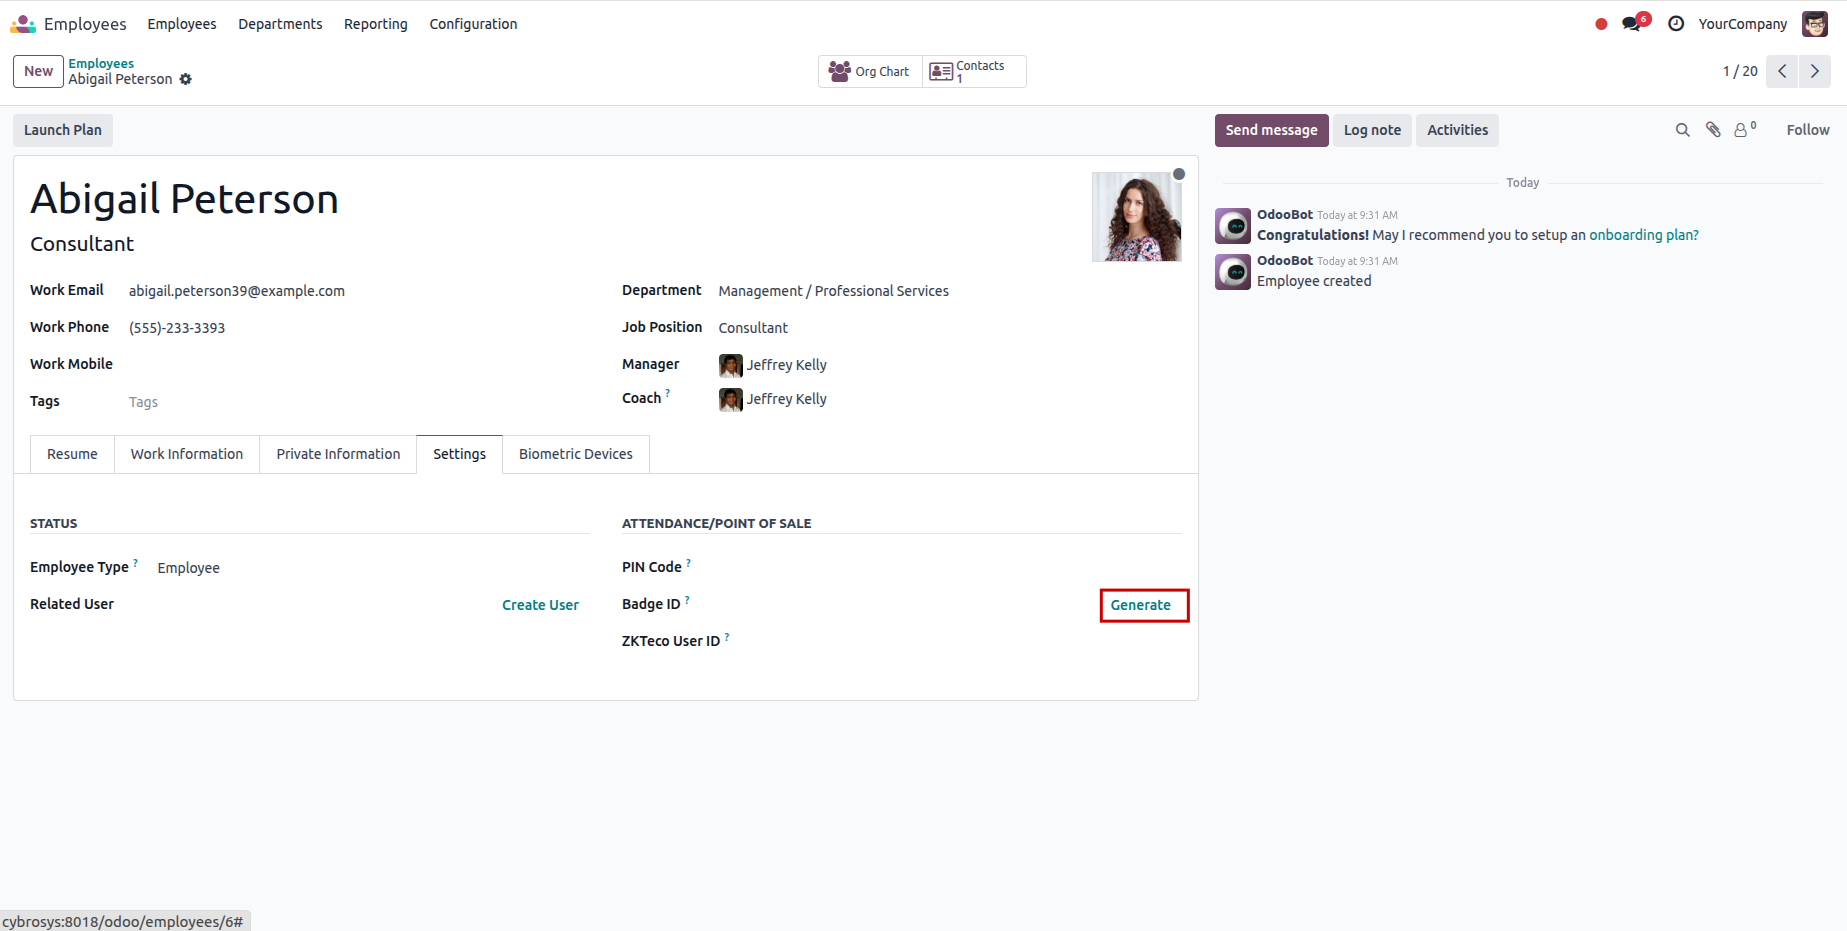 Employees Employees Departments Reporting Configuration 6 YourCompany
New Employees Org Chart Contacts 1 / 20
Abigail Peterson 1
Launch Plan Send message Log note Activities 0 Follow
Today
Abigail Peterson
Consultant
OdooBot Today at 9:31 AM
Congratulations! May I recommend you to setup an onboarding plan?
OdooBot Today at 9:31 AM
Employee created
Work Email abigail.peterson39@example.com Department Management / Professional Services
Work Phone (555)-233-3393 Job Position Consultant
Work Mobile Manager Jeffrey Kelly
Tags Tags Coach ? Jeffrey Kelly
Resume Work Information Private Information Settings Biometric Devices
STATUS ATTENDANCE/POINT OF SALE
Employee Type ? Employee PIN Code ?
Related User Create User Badge ID ? Generate
ZKTeco User ID ?
cybrosys:8018/odoo/employees/6#